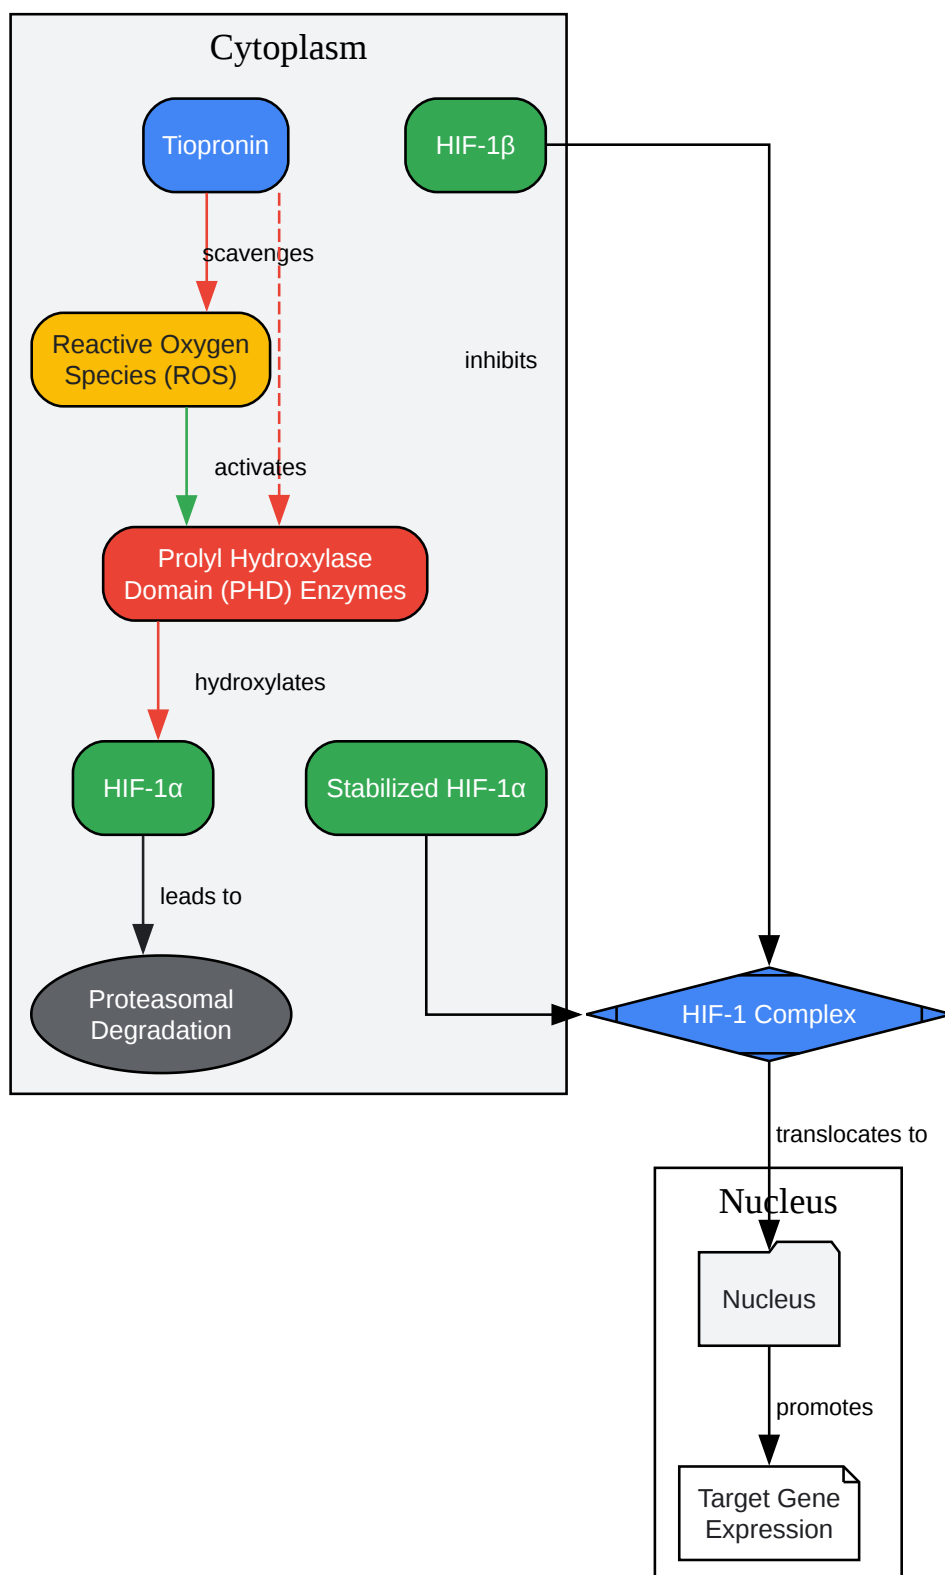 Cytoplasm
Tiopronin
HIF-1β
scavenges
Reactive Oxygen
Species (ROS)
inhibits
activates
Prolyl Hydroxylase
Domain (PHD) Enzymes
hydroxylates
HIF-1α
Stabilized HIF-1α
leads to
Proteasomal
Degradation
HIF-1 Complex
translocates to
Nucleus
Nucleus
promotes
Target Gene
Expression